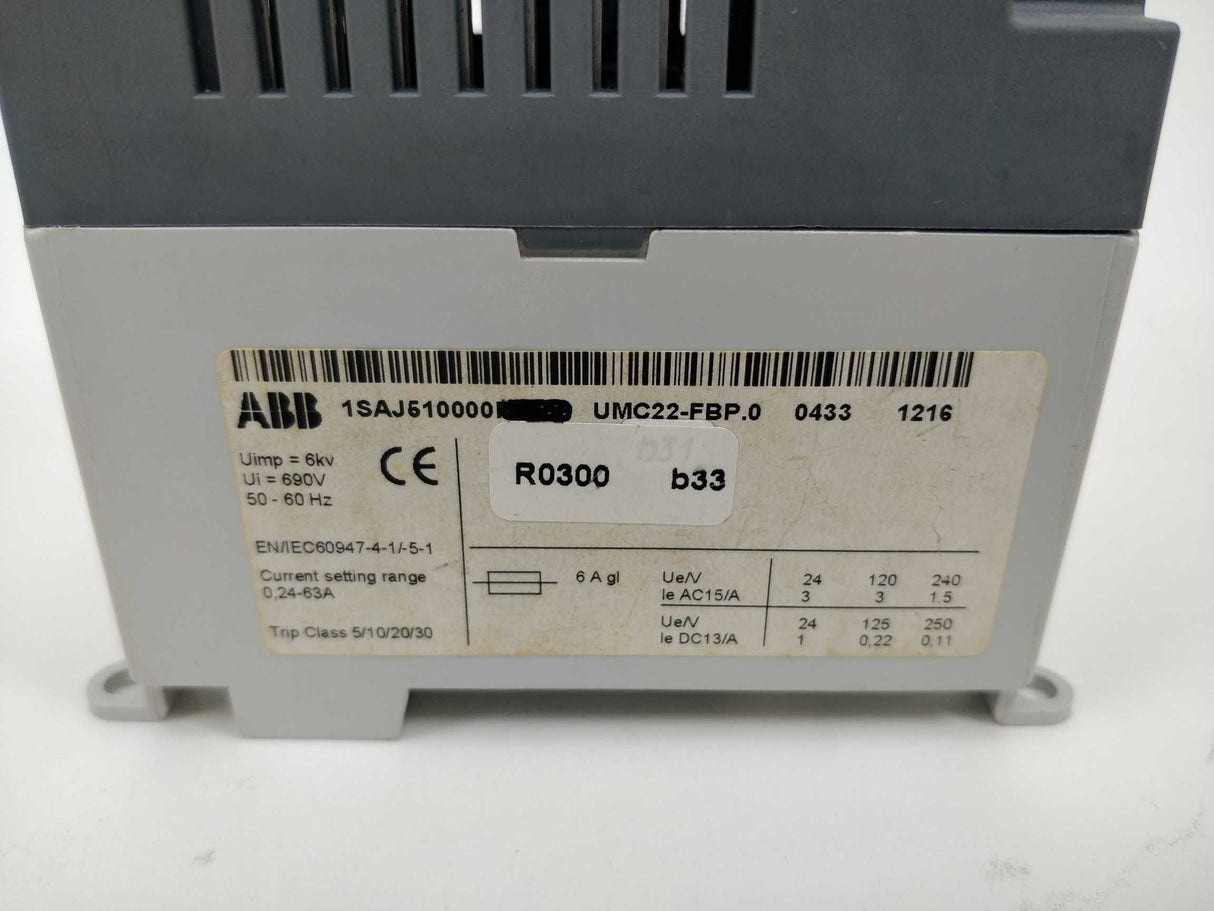 ABB 1SAJ510000 UMC22-FBP.0 0433 1216
b31
R0300 b33
Uimp = 6kv
Ui = 690V
50 - 60 Hz
CE
EN/IEC60947-4-1/-5-1
Current setting range
0.24-63A
Trip Class 5/10/20/30
6 A gl
Ue/V 24 120 240
Ie AC15/A 3 3 1.5
Ue/V 24 125 250
Ie DC13/A 1 0.22 0.11